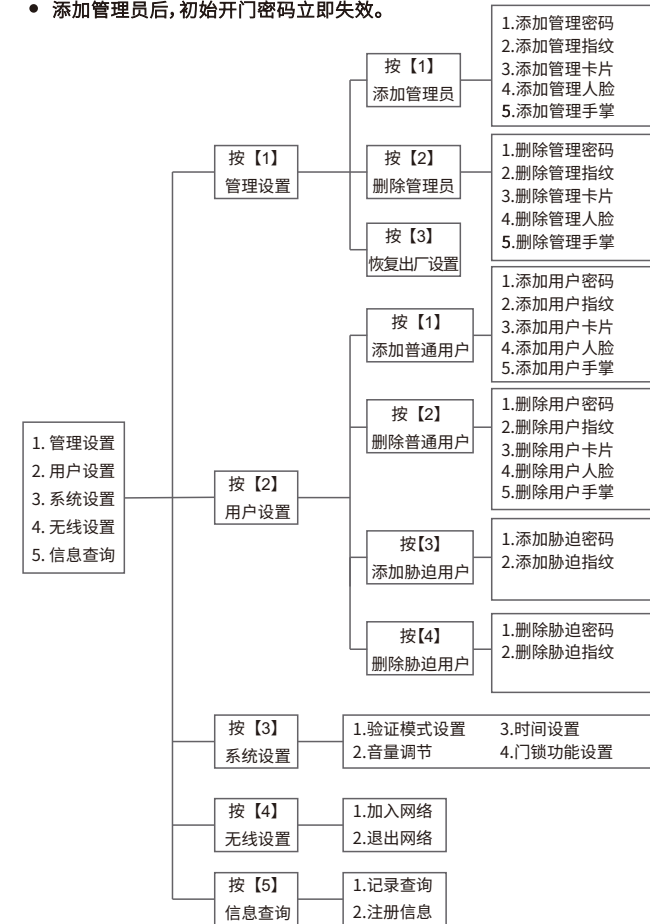 ● 添加管理员后,初始开门密码立即失效。
1. 管理设置
2. 用户设置
3. 系统设置
4. 无线设置
5. 信息查询
按【1】
管理设置
按【1】
添加管理员
1.添加管理密码
2.添加管理指纹
3.添加管理卡片
4.添加管理人脸
5.添加管理手掌
按【2】
删除管理员
1.删除管理密码
2.删除管理指纹
3.删除管理卡片
4.删除管理人脸
5.删除管理手掌
按【3】
恢复出厂设置
按【2】
用户设置
按【1】
添加普通用户
1.添加用户密码
2.添加用户指纹
3.添加用户卡片
4.添加用户人脸
5.添加用户手掌
按【2】
删除普通用户
1.删除用户密码
2.删除用户指纹
3.删除用户卡片
4.删除用户人脸
5.删除用户手掌
按【3】
添加胁迫用户
1.添加胁迫密码
2.添加胁迫指纹
按【4】
删除胁迫用户
1.删除胁迫密码
2.删除胁迫指纹
按【3】
系统设置
1.验证模式设置 3.时间设置
2.音量调节 4.门锁功能设置
按【4】
无线设置
1.加入网络
2.退出网络
按【5】
信息查询
1.记录查询
2.注册信息